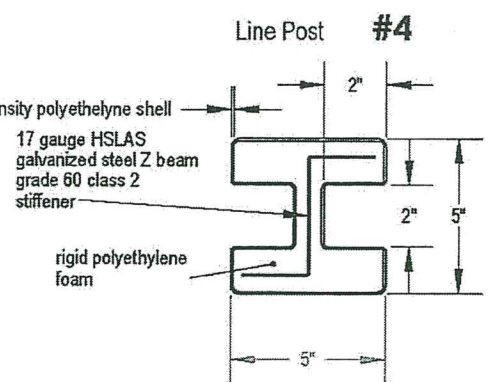 Line Post #4
2"
nsity polyethelyne shell
17 gauge HSLAS
galvanized steel Z beam
grade 60 class 2
stiffener
2" 5"
rigid polyethylene
foam
5"